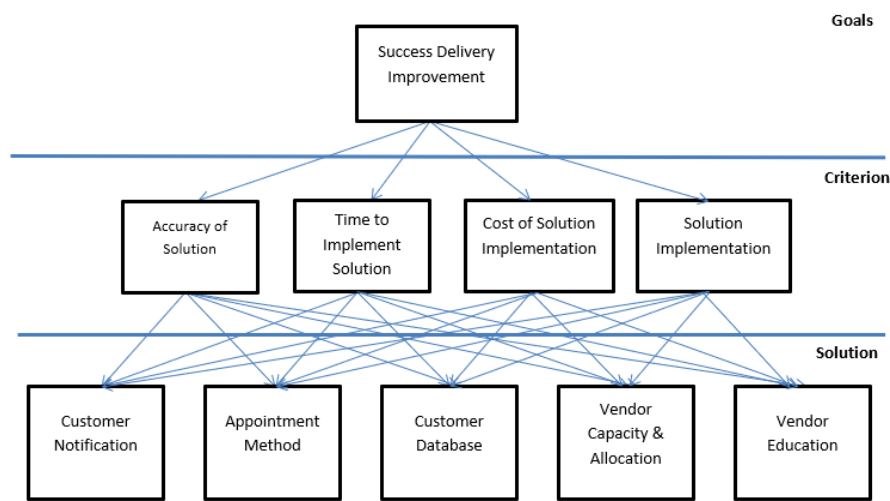 Goals
Success Delivery
Improvement
Criterion
Accuracy of
Solution
Time to
Implement
Solution
Cost of Solution
Implementation
Solution
Implementation
Solution
Customer
Notification
Appointment
Method
Customer
Database
Vendor
Capacity &
Allocation
Vendor
Education